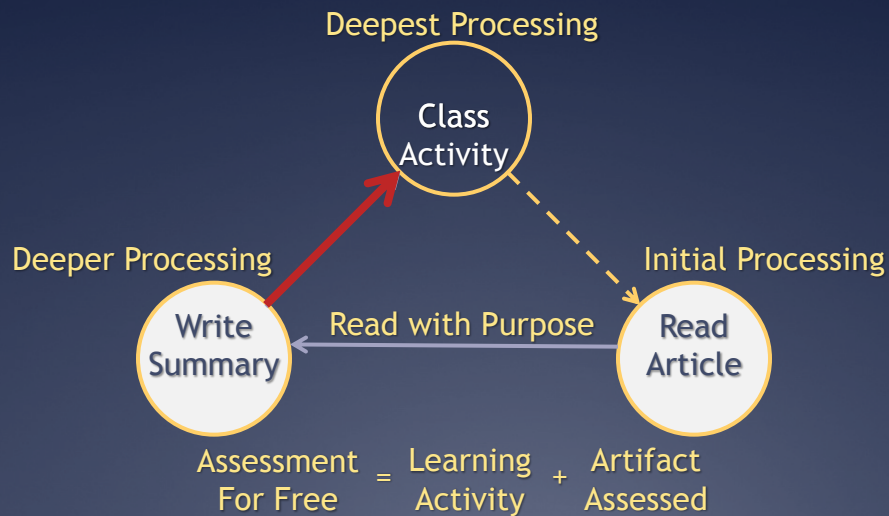 Deepest Processing
Class
Activity
Deeper Processing
Initial Processing
Write
Summary
Read with Purpose
Read
Article
Assessment
For Free
=
Learning
Activity
+
Artifact
Assessed